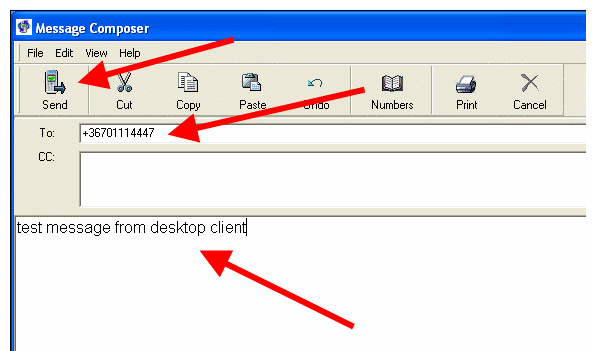 Message Composer
File Edit View Help
Send Cut Copy Paste Undo Numbers Print Cancel
To: +36701114447
CC:
test message from desktop client